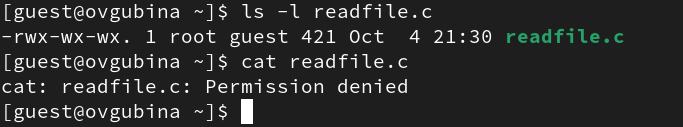 [guest@ovgubina ~]$ ls -l readfile.c
-rwx-wx-wx. 1 root guest 421 Oct  4 21:30 readfile.c
[guest@ovgubina ~]$ cat readfile.c
cat: readfile.c: Permission denied
[guest@ovgubina ~]$